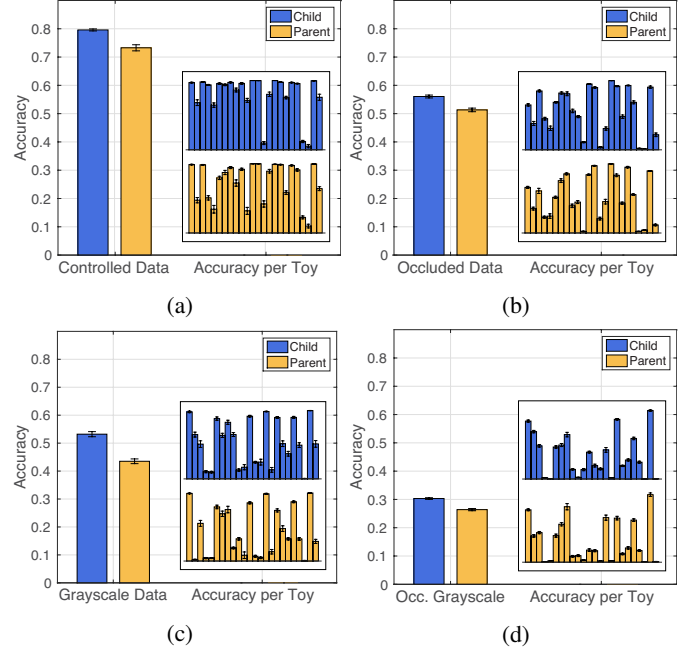 Child
Parent
0.8
0.7
0.6
0.5
0.4
0.3
0.2
0.1
0
Accuracy
Controlled Data
Accuracy per Toy
(a)
Child
Parent
0.8
0.7
0.6
0.5
0.4
0.3
0.2
0.1
0
Accuracy
Occluded Data
Accuracy per Toy
(b)
Child
Parent
0.8
0.7
0.6
0.5
0.4
0.3
0.2
0.1
0
Accuracy
Grayscale Data
Accuracy per Toy
(c)
Child
Parent
0.8
0.7
0.6
0.5
0.4
0.3
0.2
0.1
0
Accuracy
Occ. Grayscale
Accuracy per Toy
(d)